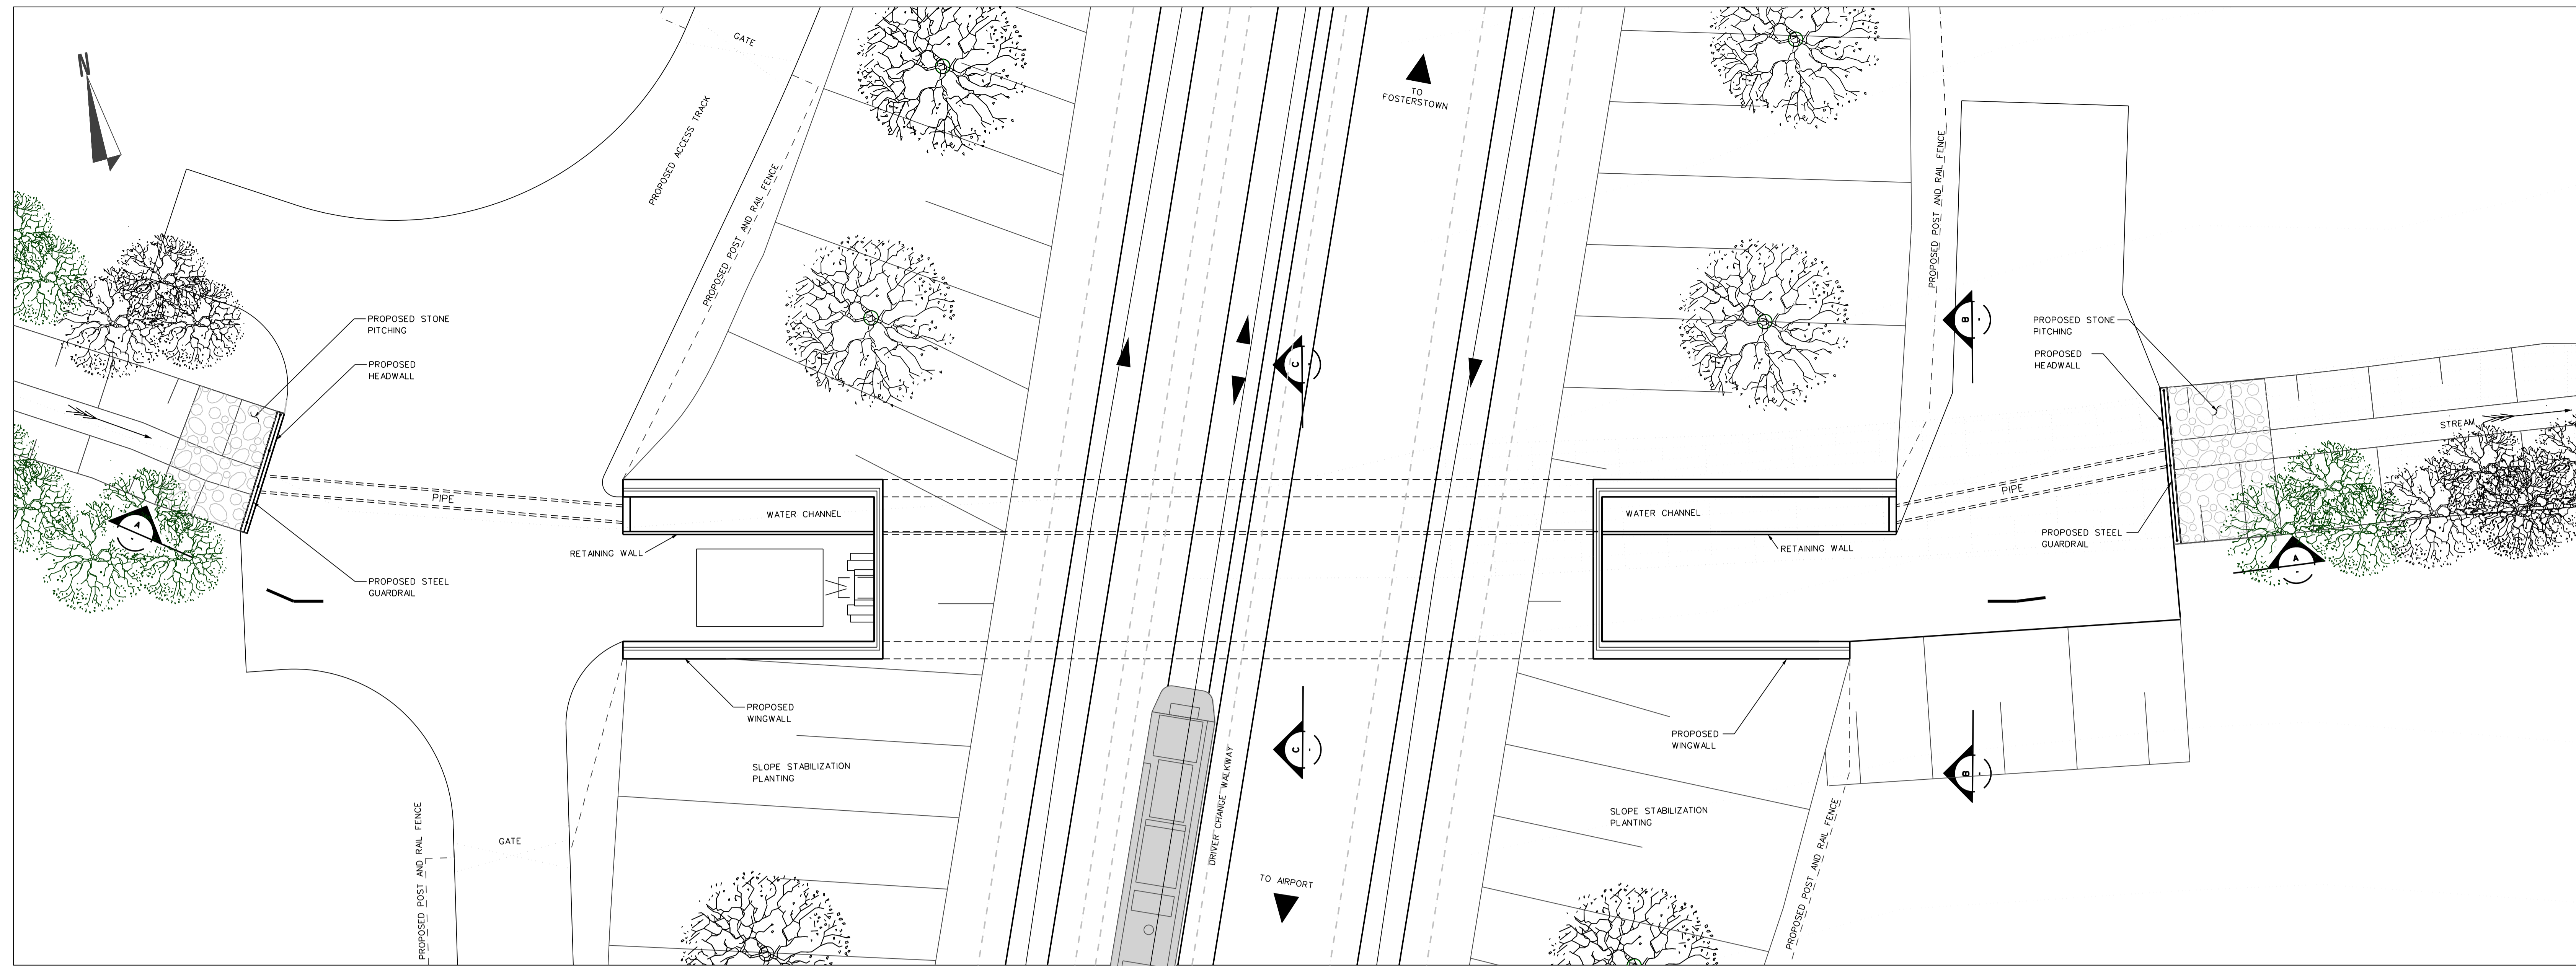 N
GATE
PROPOSED ACCESS TRACK
PROPOSED POST AND RAIL FENCE
TO
FOSTERSTOWN
PROPOSED POST AND RAIL FENCE
PROPOSED STONE
PITCHING
PROPOSED
HEADWALL
C
B
PROPOSED STONE
PITCHING
PROPOSED
HEADWALL
STREAM
PIPE
WATER CHANNEL
WATER CHANNEL
PIPE
A
RETAINING WALL
RETAINING WALL
PROPOSED STEEL
GUARDRAIL
A
PROPOSED STEEL
GUARDRAIL
PROPOSED
WINGWALL
PROPOSED
WINGWALL
SLOPE STABILIZATION
PLANTING
DRIVER CHANGE WALKWAY
C
B
SLOPE STABILIZATION
PLANTING
PROPOSED POST AND RAIL FENCE
GATE
TO AIRPORT
PROPOSED POST AND RAIL FENCE